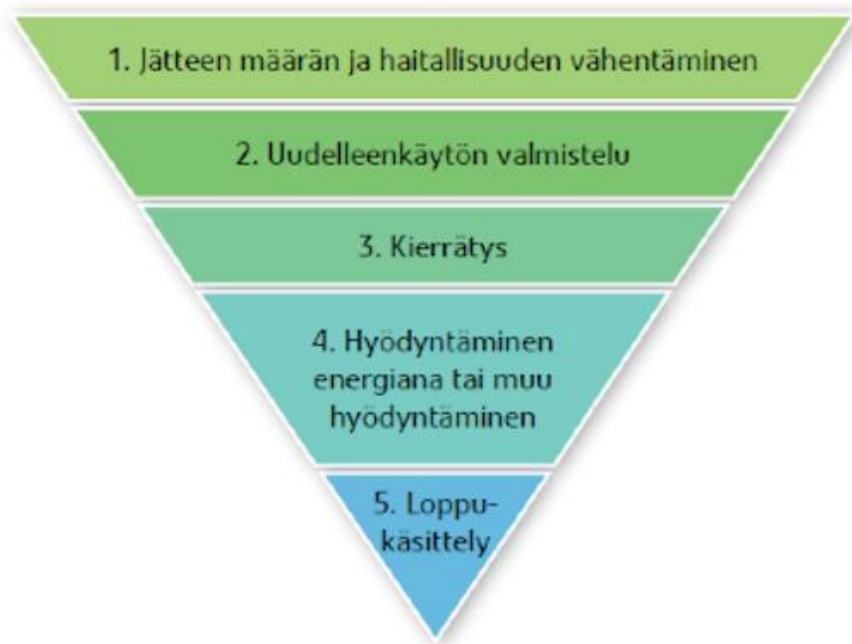 1. Jätteen määrän ja haitallisuuden vähentäminen
2. Uudelleenkäytön valmistelu
3. Kierrätys
4. Hyödyntäminen
energiana tai muu
hyödyntäminen
5. Loppu-
käsittely